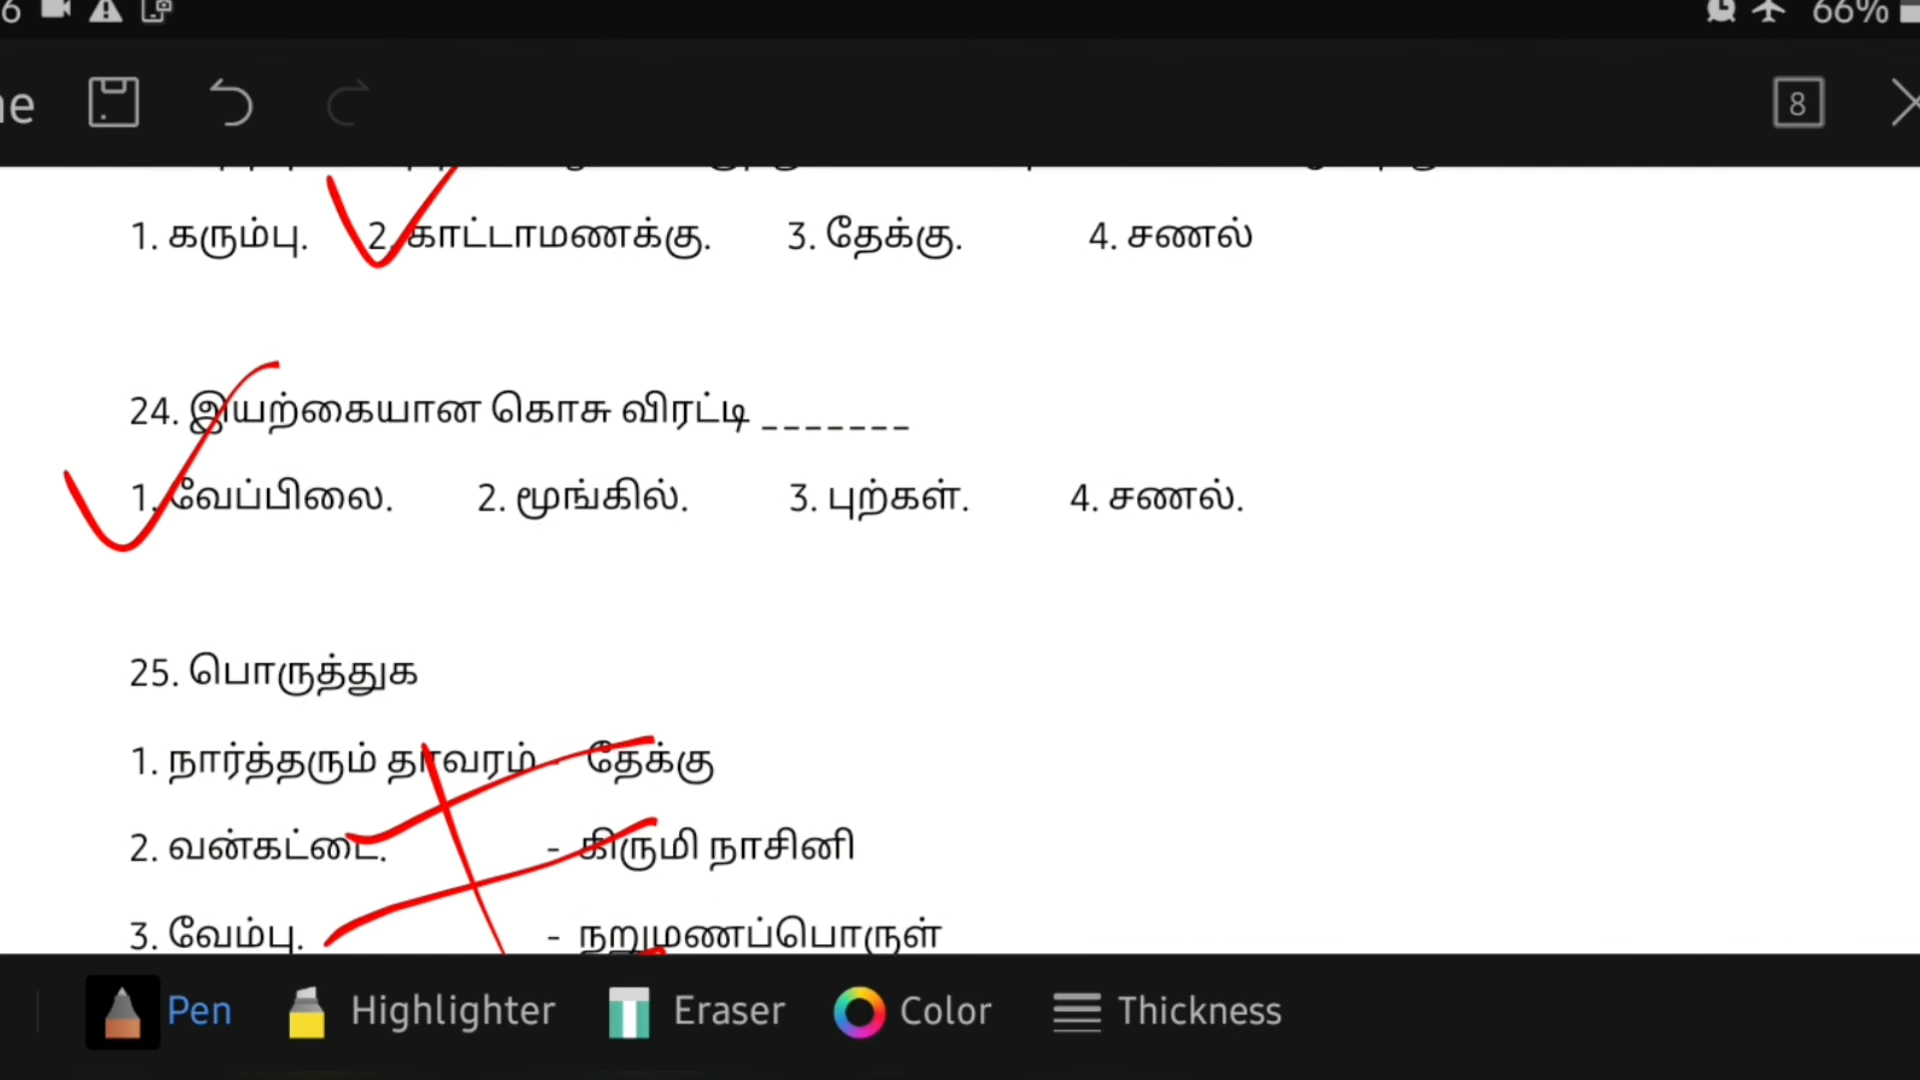 6 66%
8
1. கரும்பு. 2. காட்டாமணக்கு. 3. தேக்கு. 4. சணல்
24. இயற்கையான கொசு விரட்டி _______
1. வேப்பிலை. 2. மூங்கில். 3. புற்கள். 4. சணல்.
25. பொருத்துக
1. நார்த்தரும் தாவரம் - தேக்கு
2. வன்கட்டை. - கிருமி நாசினி
3. வேம்பு. - நறுமணப்பொருள்
Pen Highlighter Eraser Color Thickness